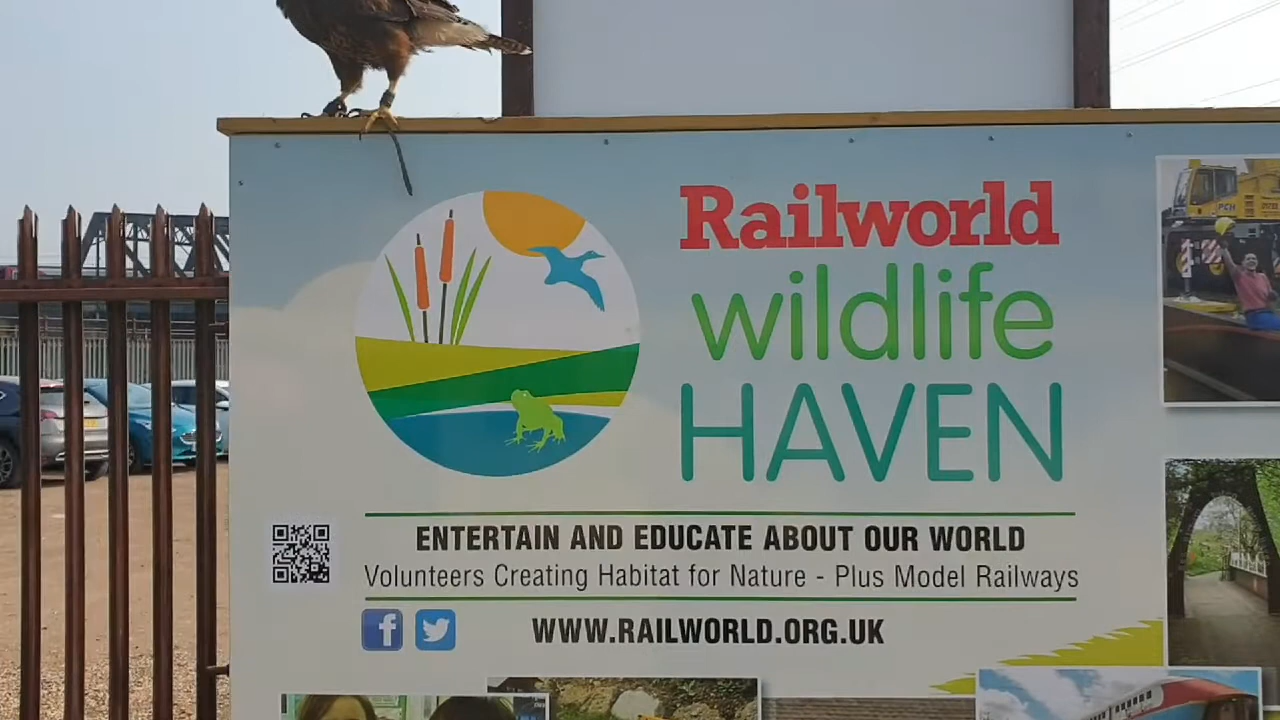 Railworld
wildlife
HAVEN
PCH
ENTERTAIN AND EDUCATE ABOUT OUR WORLD
Volunteers Creating Habitat for Nature - Plus Model Railways
f
WWW.RAILWORLD.ORG.UK